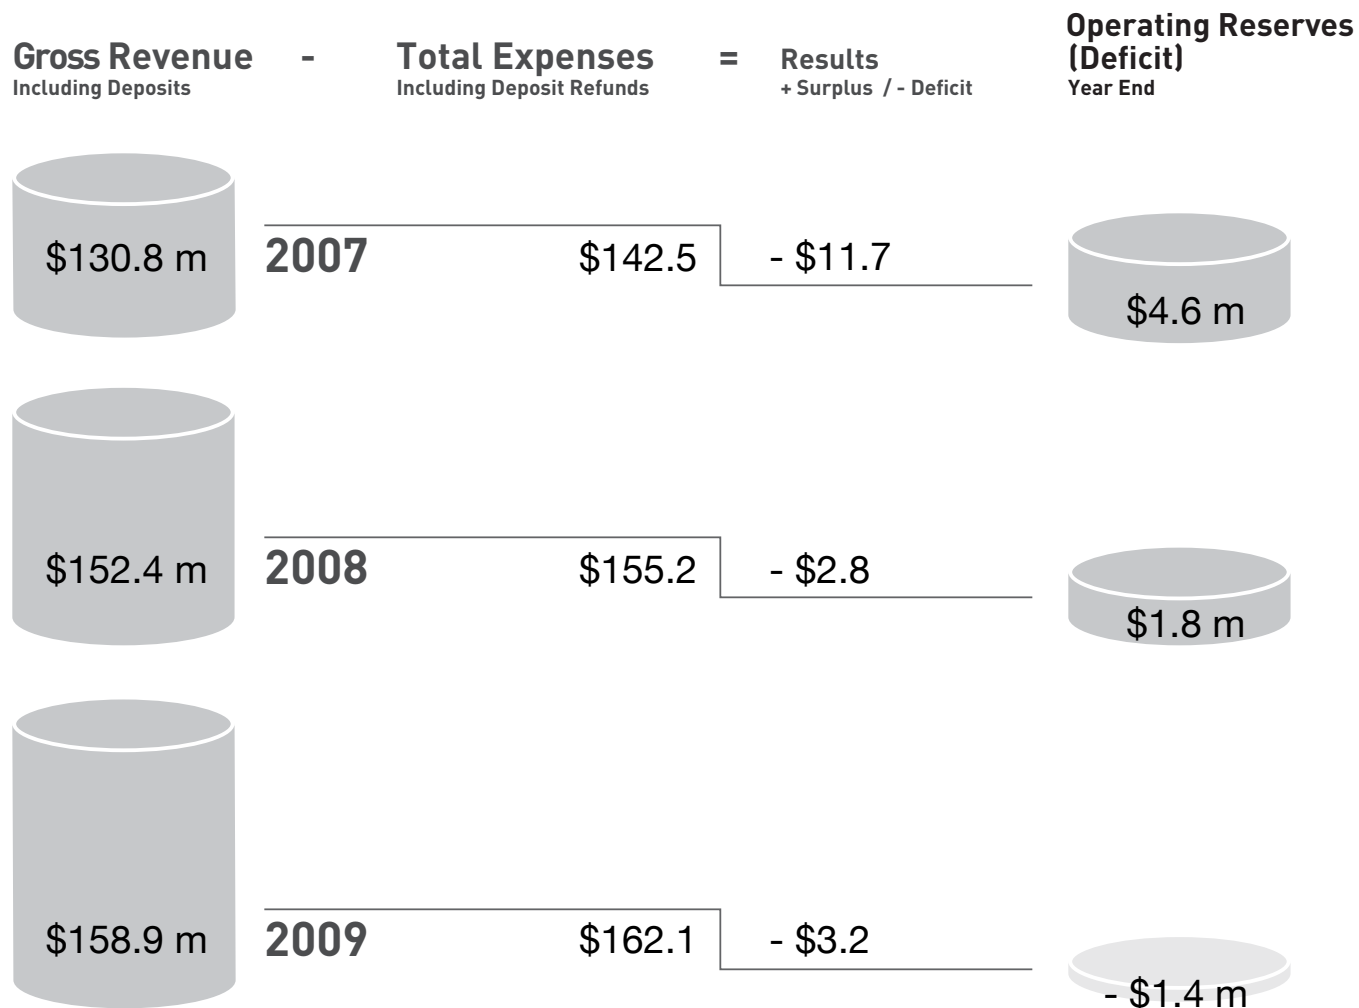 Gross Revenue - Total Expenses = Results Operating Reserves (Deficit)
Including Deposits Including Deposit Refunds + Surplus / - Deficit Year End
$130.8 m 2007 $142.5 - $11.7 $4.6 m
$152.4 m 2008 $155.2 - $2.8 $1.8 m
$158.9 m 2009 $162.1 - $3.2 - $1.4 m